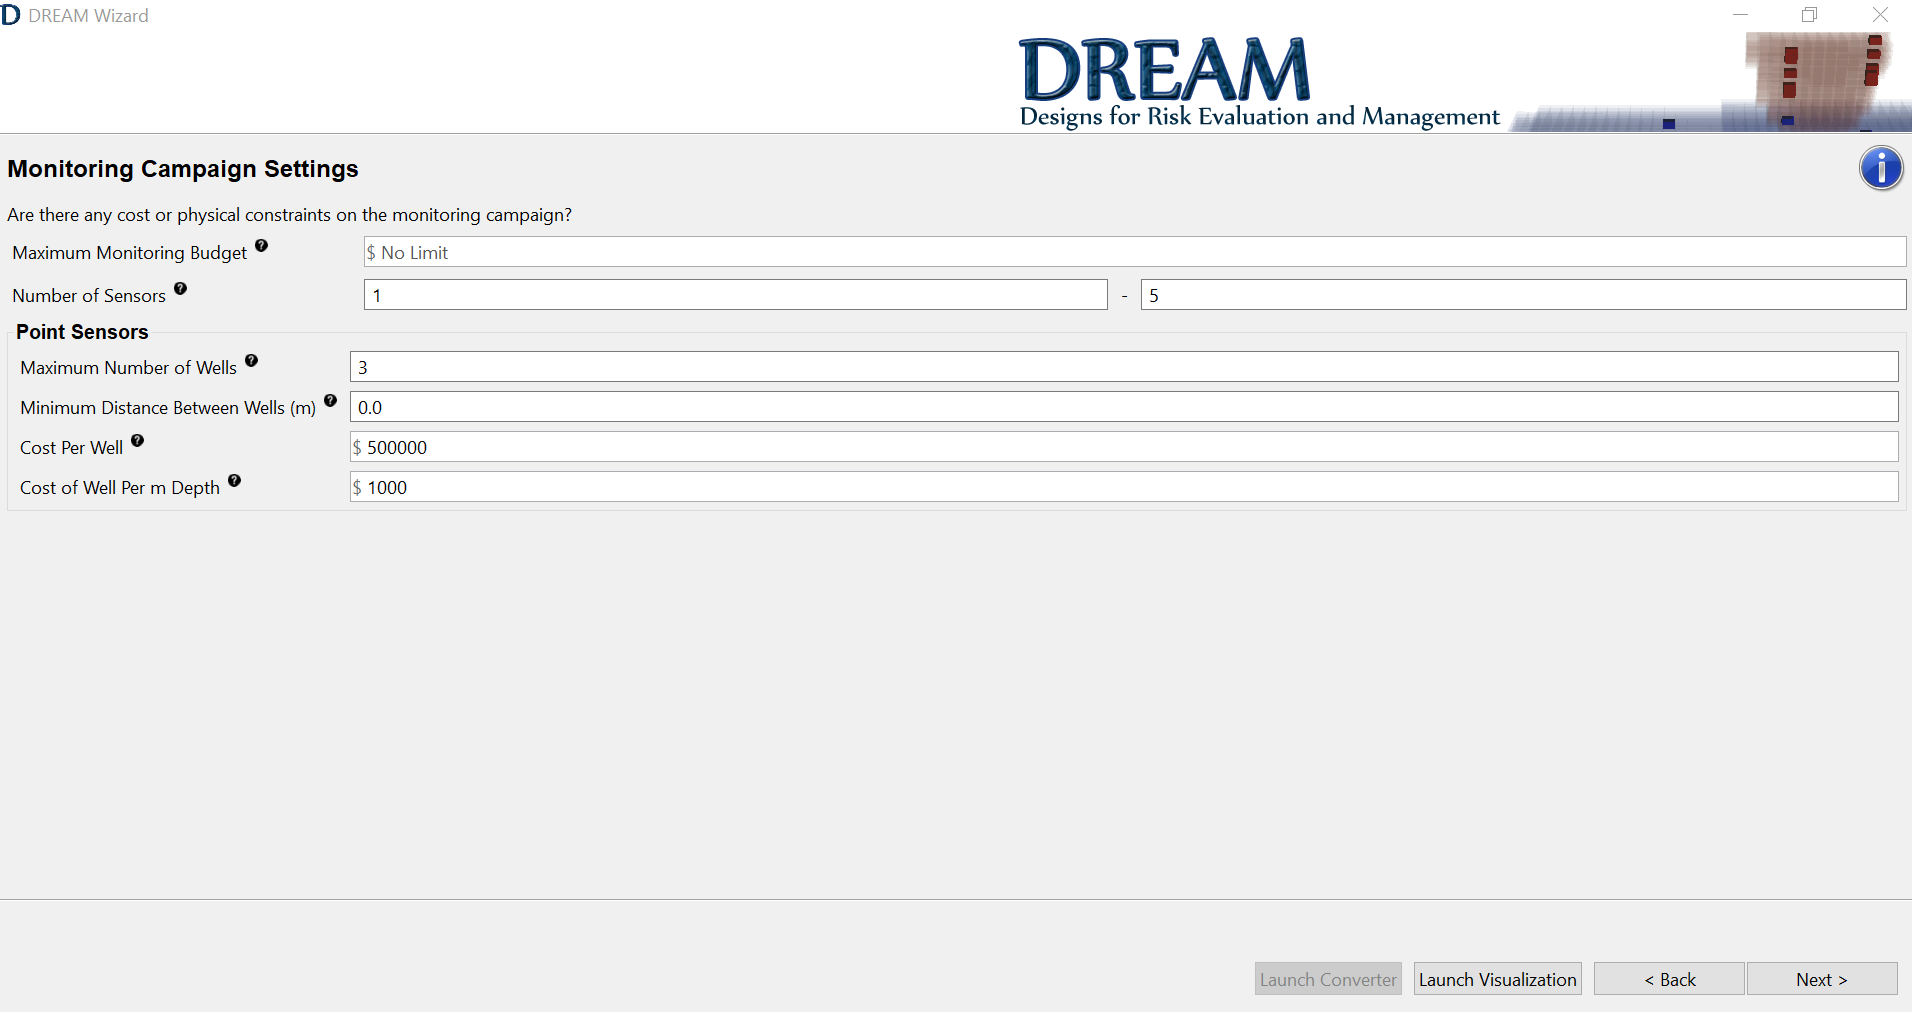 D DREAM Wizard
DREAM
Designs for Risk Evaluation and Management
Monitoring Campaign Settings
i
Are there any cost or physical constraints on the monitoring campaign?
Maximum Monitoring Budget ? $ No Limit
Number of Sensors ? 1 - 5
Point Sensors
Maximum Number of Wells ? 3
Minimum Distance Between Wells (m) ? 0.0
Cost Per Well ? $ 500000
Cost of Well Per m Depth ? $ 1000
Launch Converter Launch Visualization < Back Next >